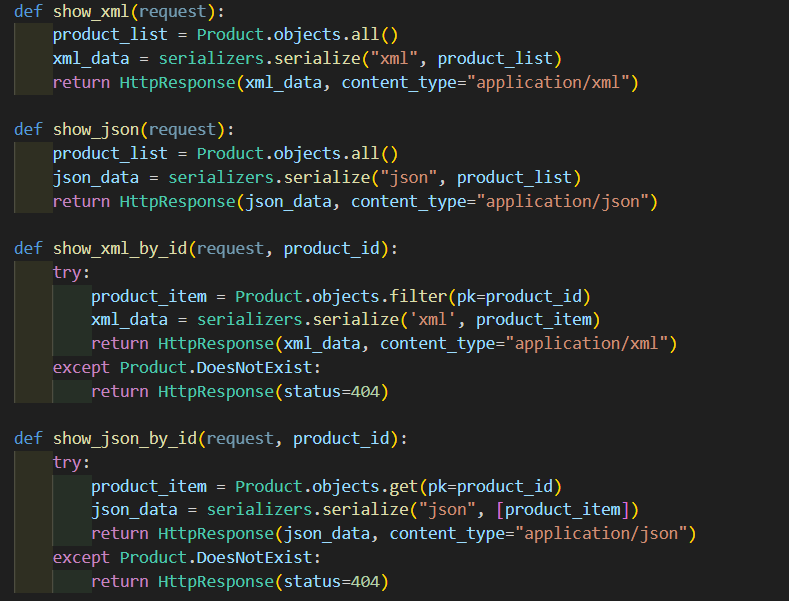 def show_xml(request):
    product_list = Product.objects.all()
    xml_data = serializers.serialize("xml", product_list)
    return HttpResponse(xml_data, content_type="application/xml")

def show_json(request):
    product_list = Product.objects.all()
    json_data = serializers.serialize("json", product_list)
    return HttpResponse(json_data, content_type="application/json")

def show_xml_by_id(request, product_id):
    try:
        product_item = Product.objects.filter(pk=product_id)
        xml_data = serializers.serialize('xml', product_item)
        return HttpResponse(xml_data, content_type="application/xml")
    except Product.DoesNotExist:
        return HttpResponse(status=404)

def show_json_by_id(request, product_id):
    try:
        product_item = Product.objects.get(pk=product_id)
        json_data = serializers.serialize("json", [product_item])
        return HttpResponse(json_data, content_type="application/json")
    except Product.DoesNotExist:
        return HttpResponse(status=404)